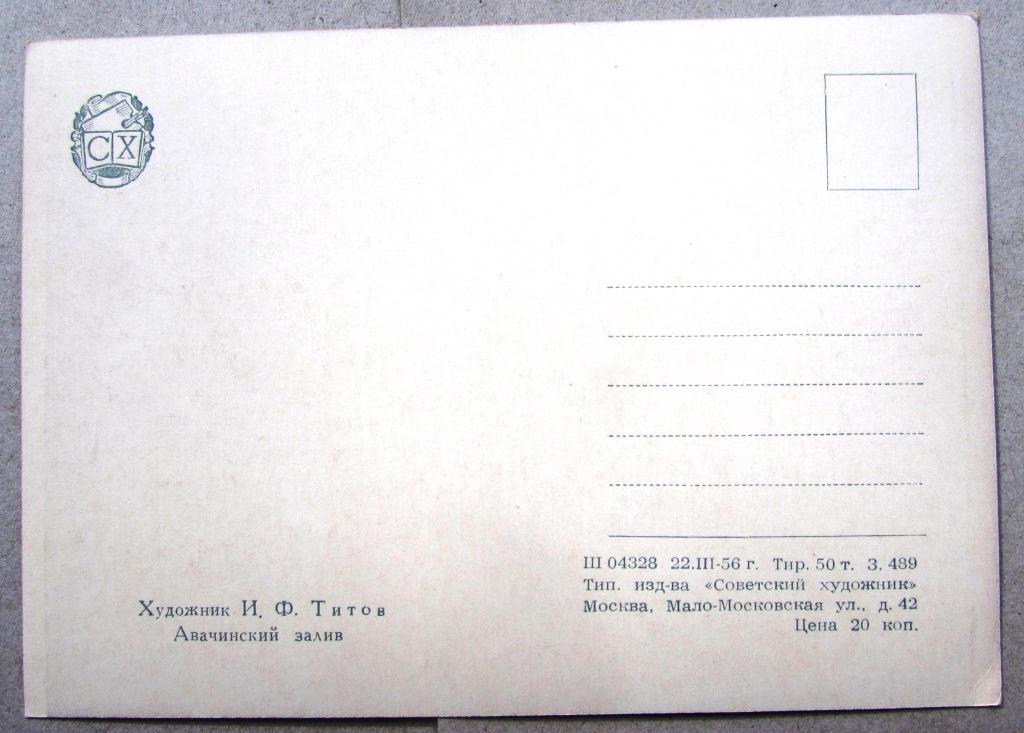 СХ
Ш 04328 22.III-56 г. Тир. 50 т. З. 489
Тип. изд-ва «Советский художник»
Москва, Мало-Московская ул., д. 42
Цена 20 коп.
Художник И. Ф. Титов
Авачинский залив